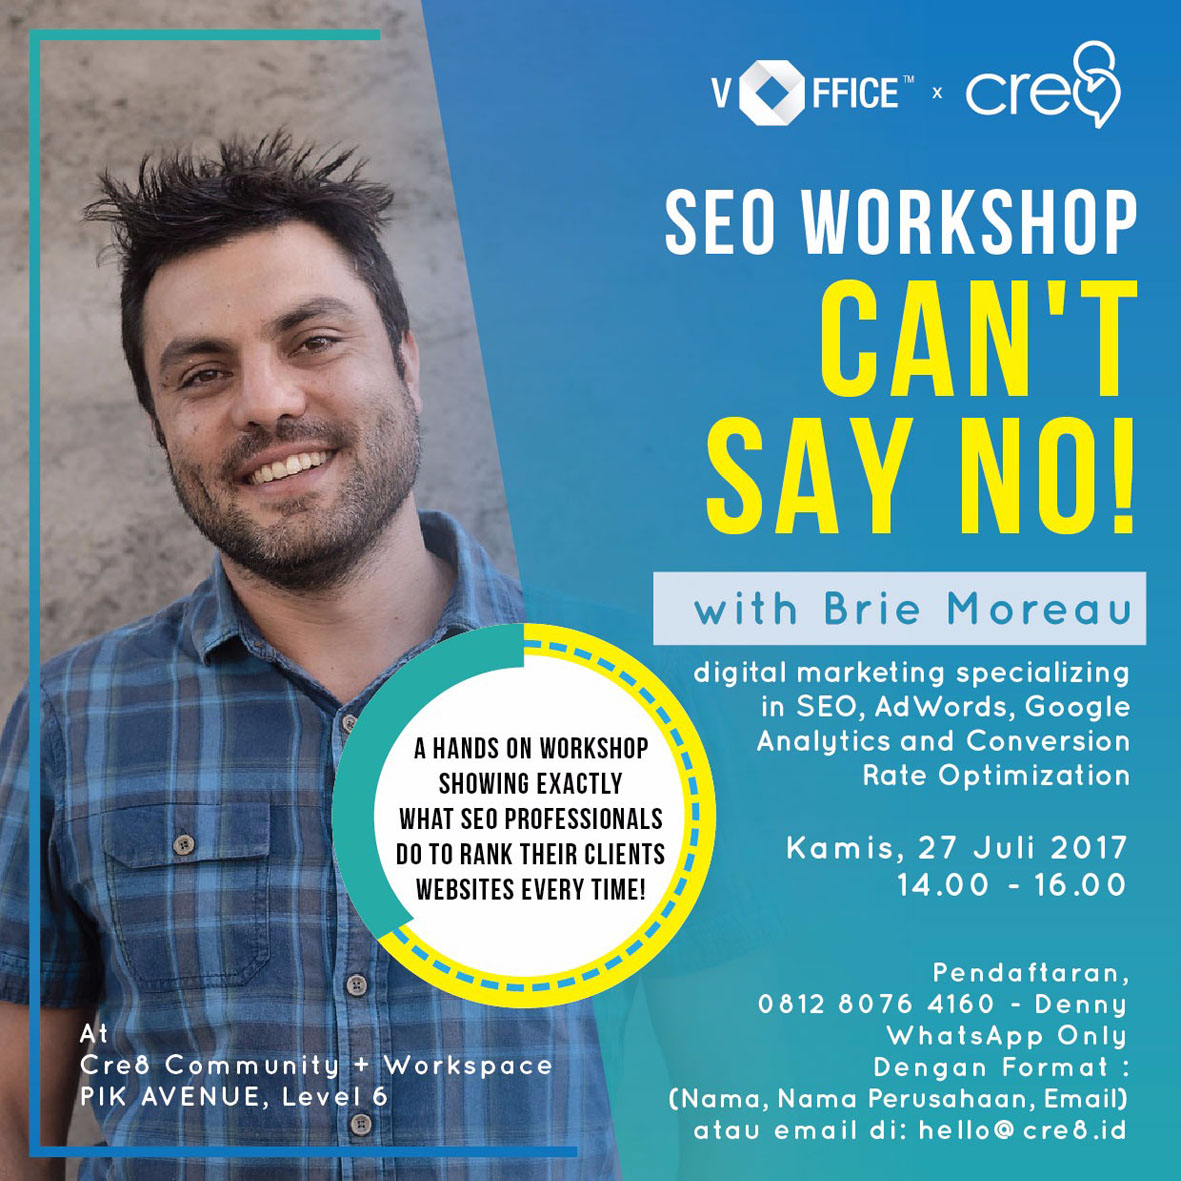 VOFFICE™ x cre8
SEO WORKSHOP
CAN'T
SAY NO!
with Brie Moreau
digital marketing specializing
in SEO, AdWords, Google
Analytics and Conversion
Rate Optimization
A HANDS ON WORKSHOP
SHOWING EXACTLY
WHAT SEO PROFESSIONALS
DO TO RANK THEIR CLIENTS
WEBSITES EVERY TIME!
Kamis, 27 Juli 2017
14.00 - 16.00
Pendaftaran,
0812 8076 4160 - Denny
WhatsApp Only
Dengan Format :
(Nama, Nama Perusahaan, Email)
atau email di: hello@cre8.id
At
Cre8 Community + Workspace
PIK AVENUE, Level 6